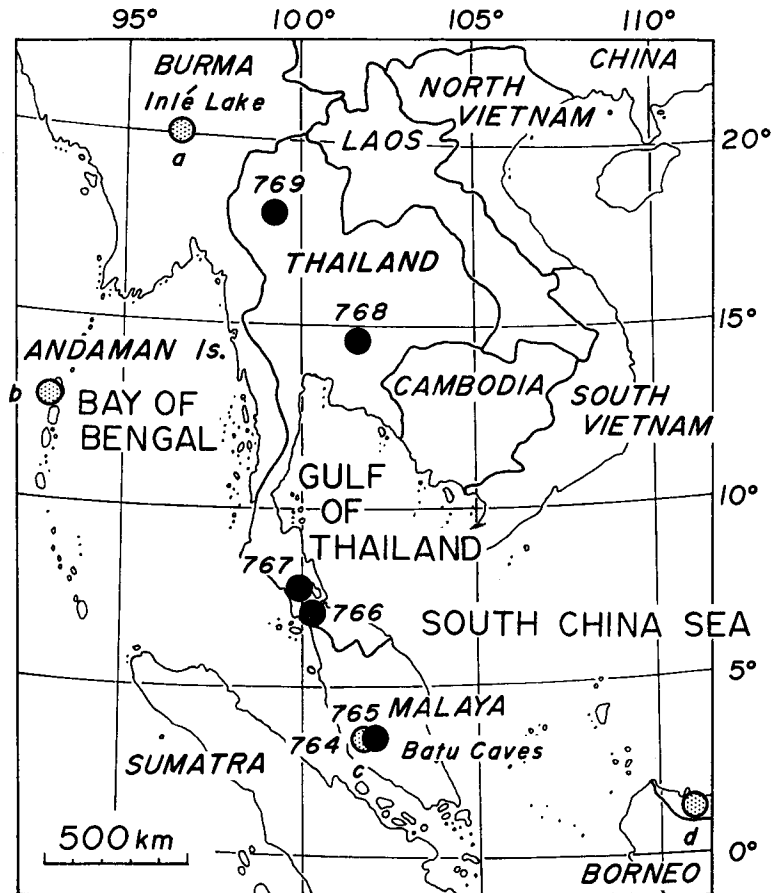 95° 100° 105° 110°
BURMA
CHINA
Inlé Lake
NORTH
VIETNAM
LAOS
20°
a
769
THAILAND
768
15°
ANDAMAN Is.
b
BAY OF
BENGAL
CAMBODIA
SOUTH
VIETNAM
GULF
OF
THAILAND
10°
767
766
SOUTH CHINA SEA
5°
765
MALAYA
764
Batu Caves
SUMATRA
c
d
500 km
0°
BORNEO